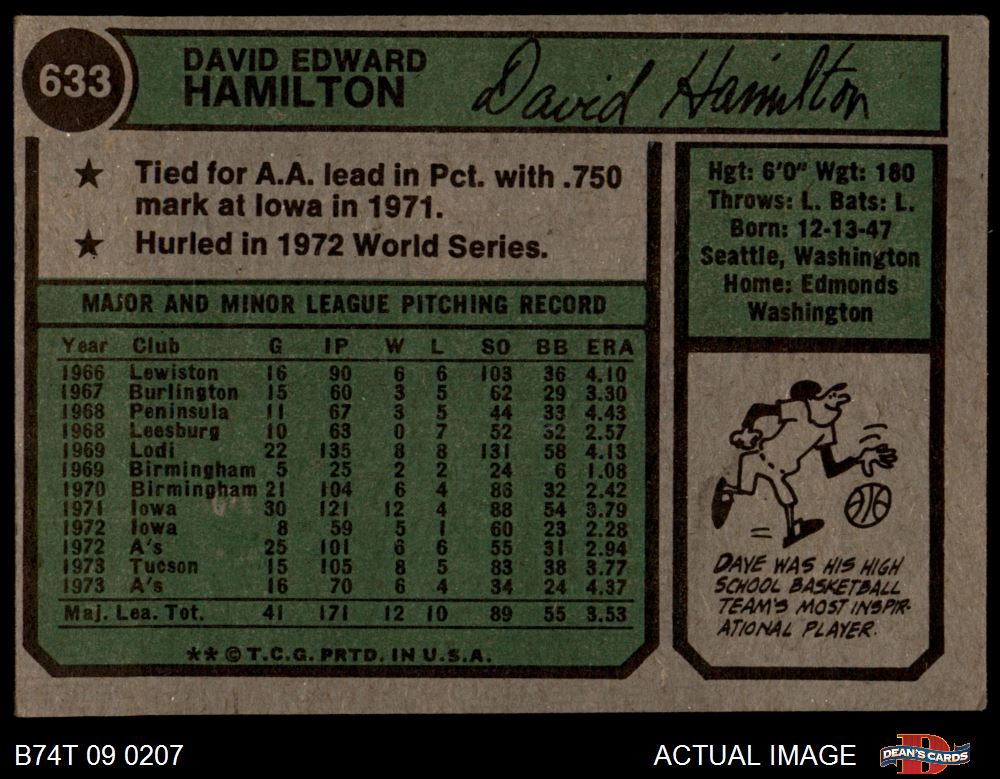 633
DAVID EDWARD
HAMILTON
David Hamilton
★ Tied for A.A. lead in Pct. with .750
mark at Iowa in 1971.
★ Hurled in 1972 World Series.
Hgt: 6'0" Wgt: 180
Throws: L. Bats: L.
Born: 12-13-47
Seattle, Washington
Home: Edmonds
Washington
MAJOR AND MINOR LEAGUE PITCHING RECORD
Year Club G IP W L SO BB ERA
1966 Lewiston 16 90 6 6 103 36 4.10
1967 Burlington 15 60 3 5 62 29 3.30
1968 Peninsula 11 67 3 5 44 33 4.43
1968 Leesburg 10 63 0 7 52 32 2.57
1969 Lodi 22 135 8 8 131 58 4.13
1969 Birmingham 5 25 2 2 24 6 1.08
1970 Birmingham 21 104 6 4 86 32 2.42
1971 Iowa 30 121 12 4 88 54 3.79
1972 Iowa 8 59 5 1 60 23 2.28
1972 A's 25 101 6 6 55 31 2.94
1973 Tucson 15 105 8 5 83 38 3.77
1973 A's 16 70 6 4 34 24 4.37
Maj. Lea. Tot. 41 171 12 10 89 55 3.53
** © T.C.G. PRTD. IN U.S.A.
DAVE WAS HIS HIGH
SCHOOL BASKETBALL
TEAM'S MOST INSPIR-
ATIONAL PLAYER.
B74T 09 0207
ACTUAL IMAGE
DEAN'S CARDS